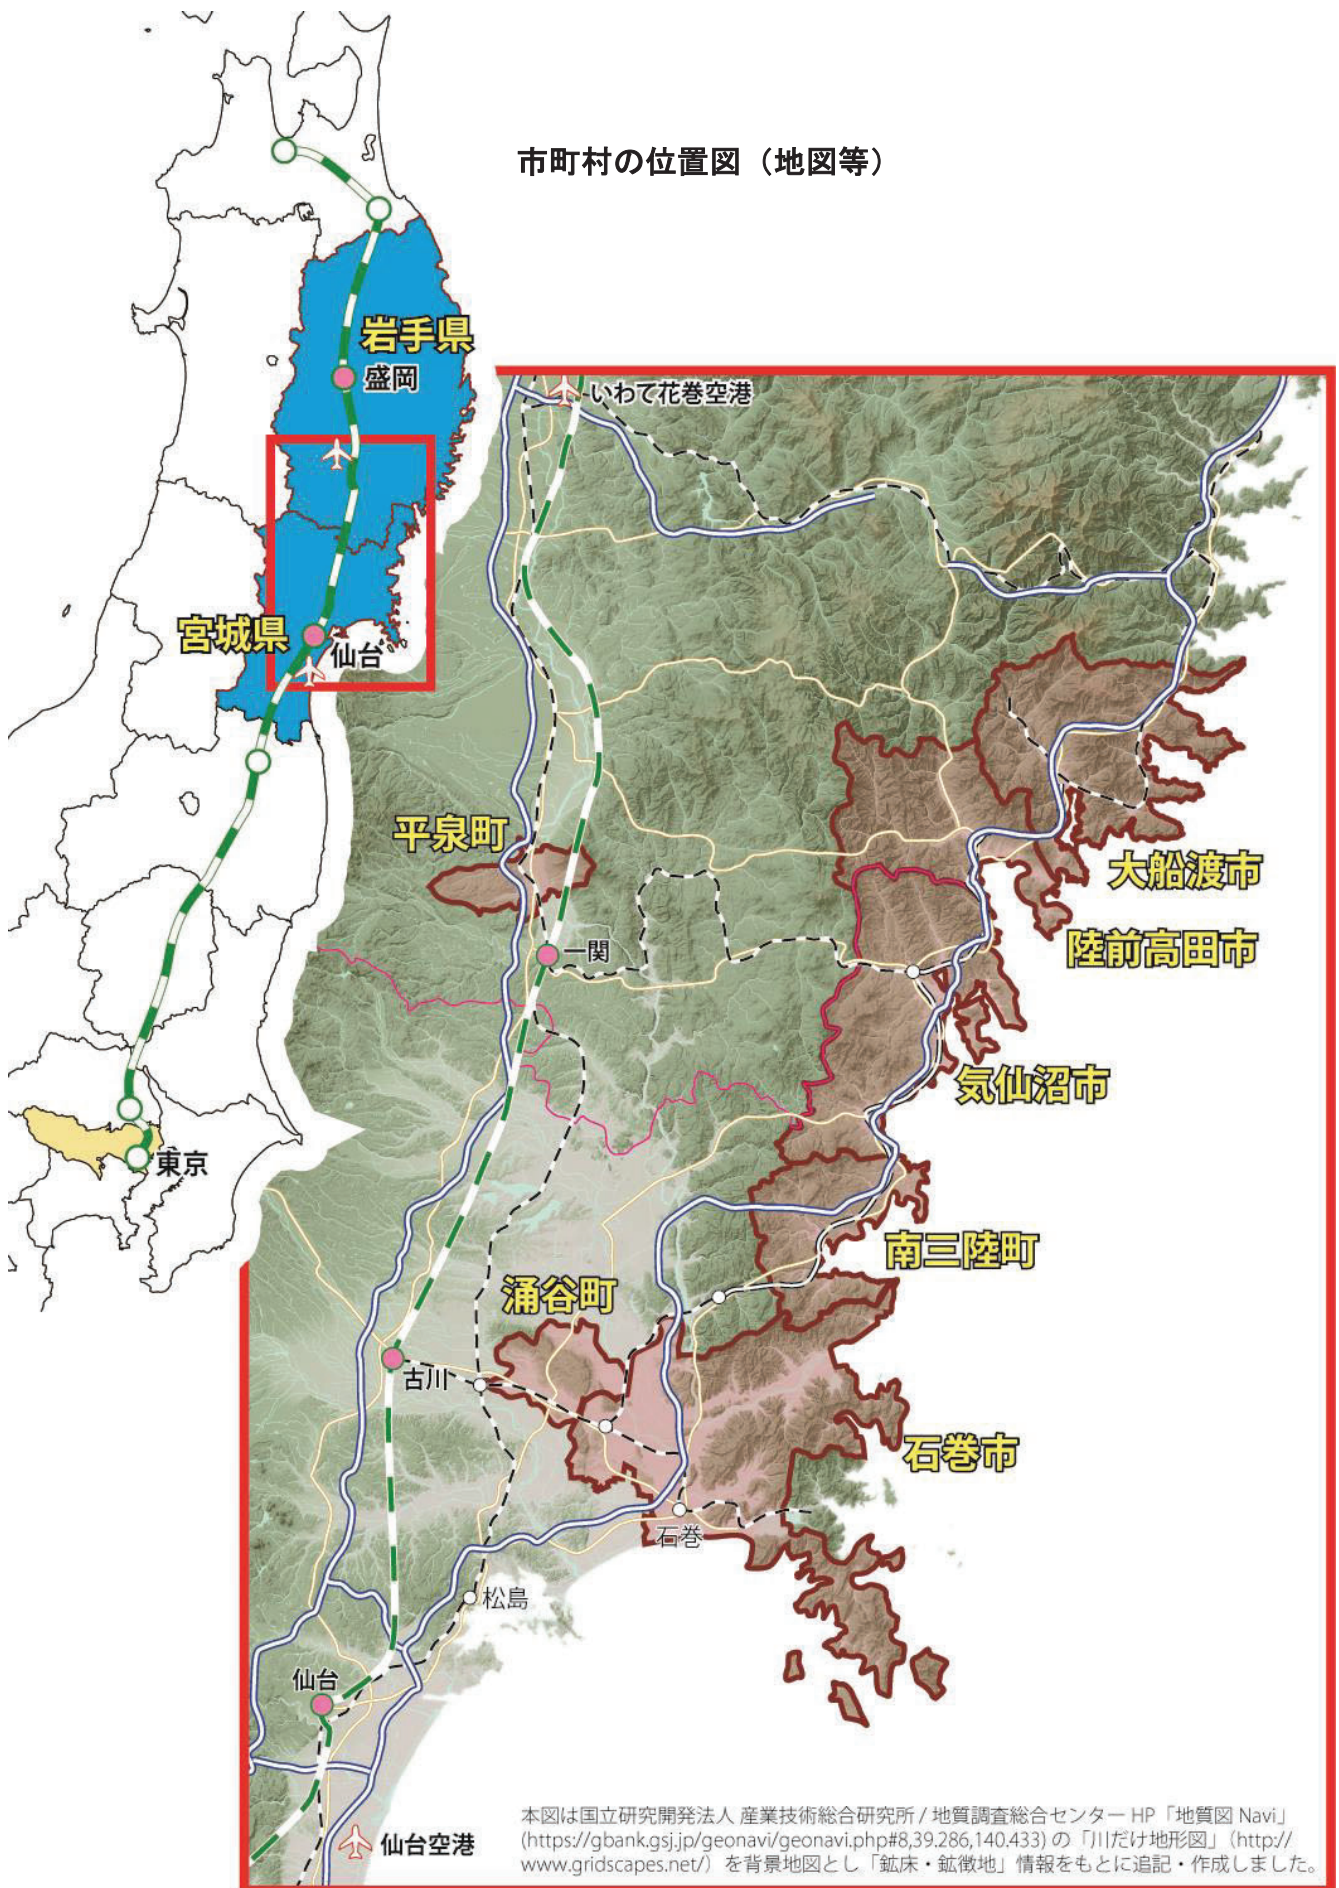 市町村の位置図（地図等）
岩手県
盛岡
いわて花巻空港
宮城県
仙台
平泉町
大船渡市
一関
陸前高田市
気仙沼市
東京
南三陸町
涌谷町
古川
石巻市
石巻
松島
仙台
仙台空港
本図は国立研究開発法人 産業技術総合研究所 / 地質調査総合センター HP「地質図 Navi」
(https://gbank.gsj.jp/geonavi/geonavi.php#8,39.286,140.433) の「川だけ地形図」（http://
www.gridscapes.net/）を背景地図とし「鉱床・鉱徴地」情報をもとに追記・作成しました。